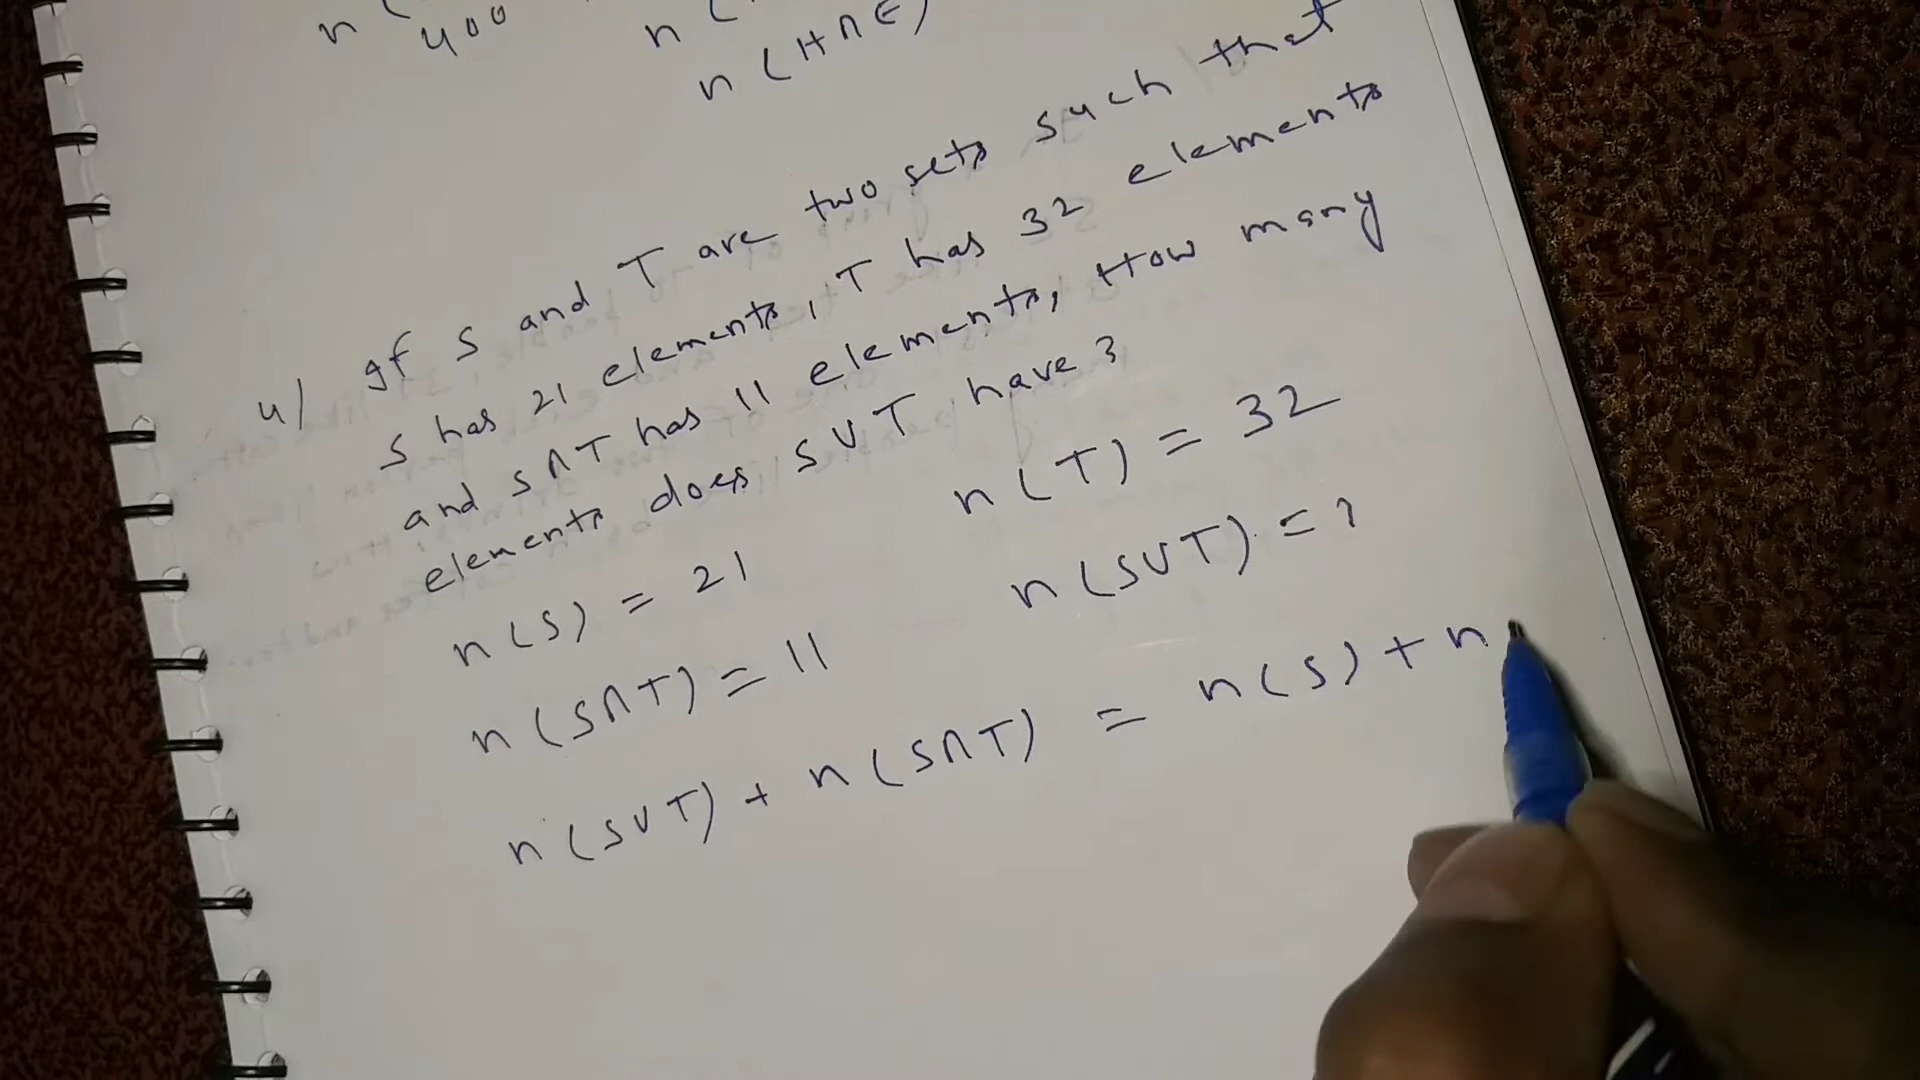 n (
400
n (
n (H∩E)
4) If S and T are two sets such that
S has 21 elements, T has 32 elements
and S∩T has 11 elements, How many
elements does S∪T have?
n(S) = 21 n(T) = 32
n(S∩T) = 11 n(S∪T) = ?
n(S∪T) + n(S∩T) = n(S) + n